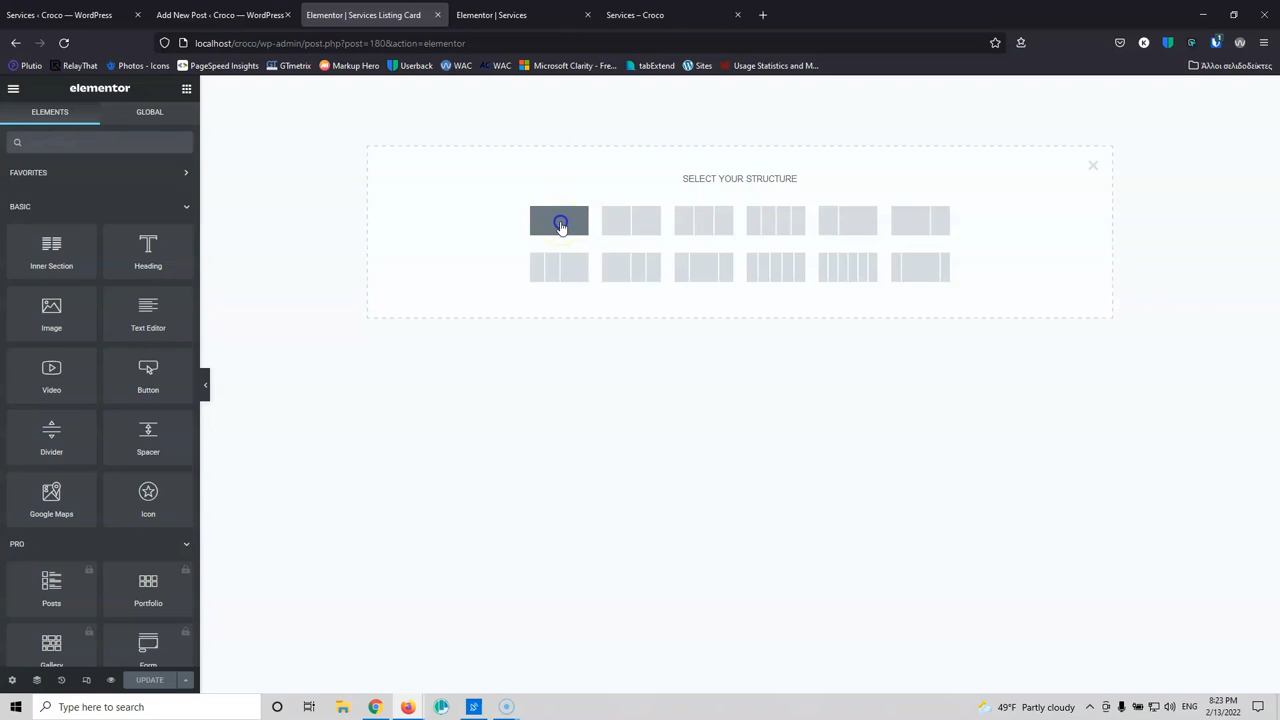 Services ‹ Croco — WordPress
Add New ‹ Croco — WordPress
Elementor | Services Listing Card
Elementor | Services
Services – Croco
localhost/croco/wp-admin/post.php?post=180&action=elementor
Plutio
RelayThat
Photos - Icons
PageSpeed Insights
GTmetrix
Markup Hero
Userback
WAC
WAC
Microsoft Clarity - Fre...
tabExtend
Sites
Usage Statistics and M...
Άλλοι σελιδοδείκτες
elementor
ELEMENTS
GLOBAL
FAVORITES
BASIC
Inner Section
Heading
Image
Text Editor
Video
Button
Divider
Spacer
Google Maps
Icon
PRO
Posts
Portfolio
Gallery
Form
UPDATE
SELECT YOUR STRUCTURE
Type here to search
49°F Partly cloudy
ENG
8:23 PM
2/13/2022